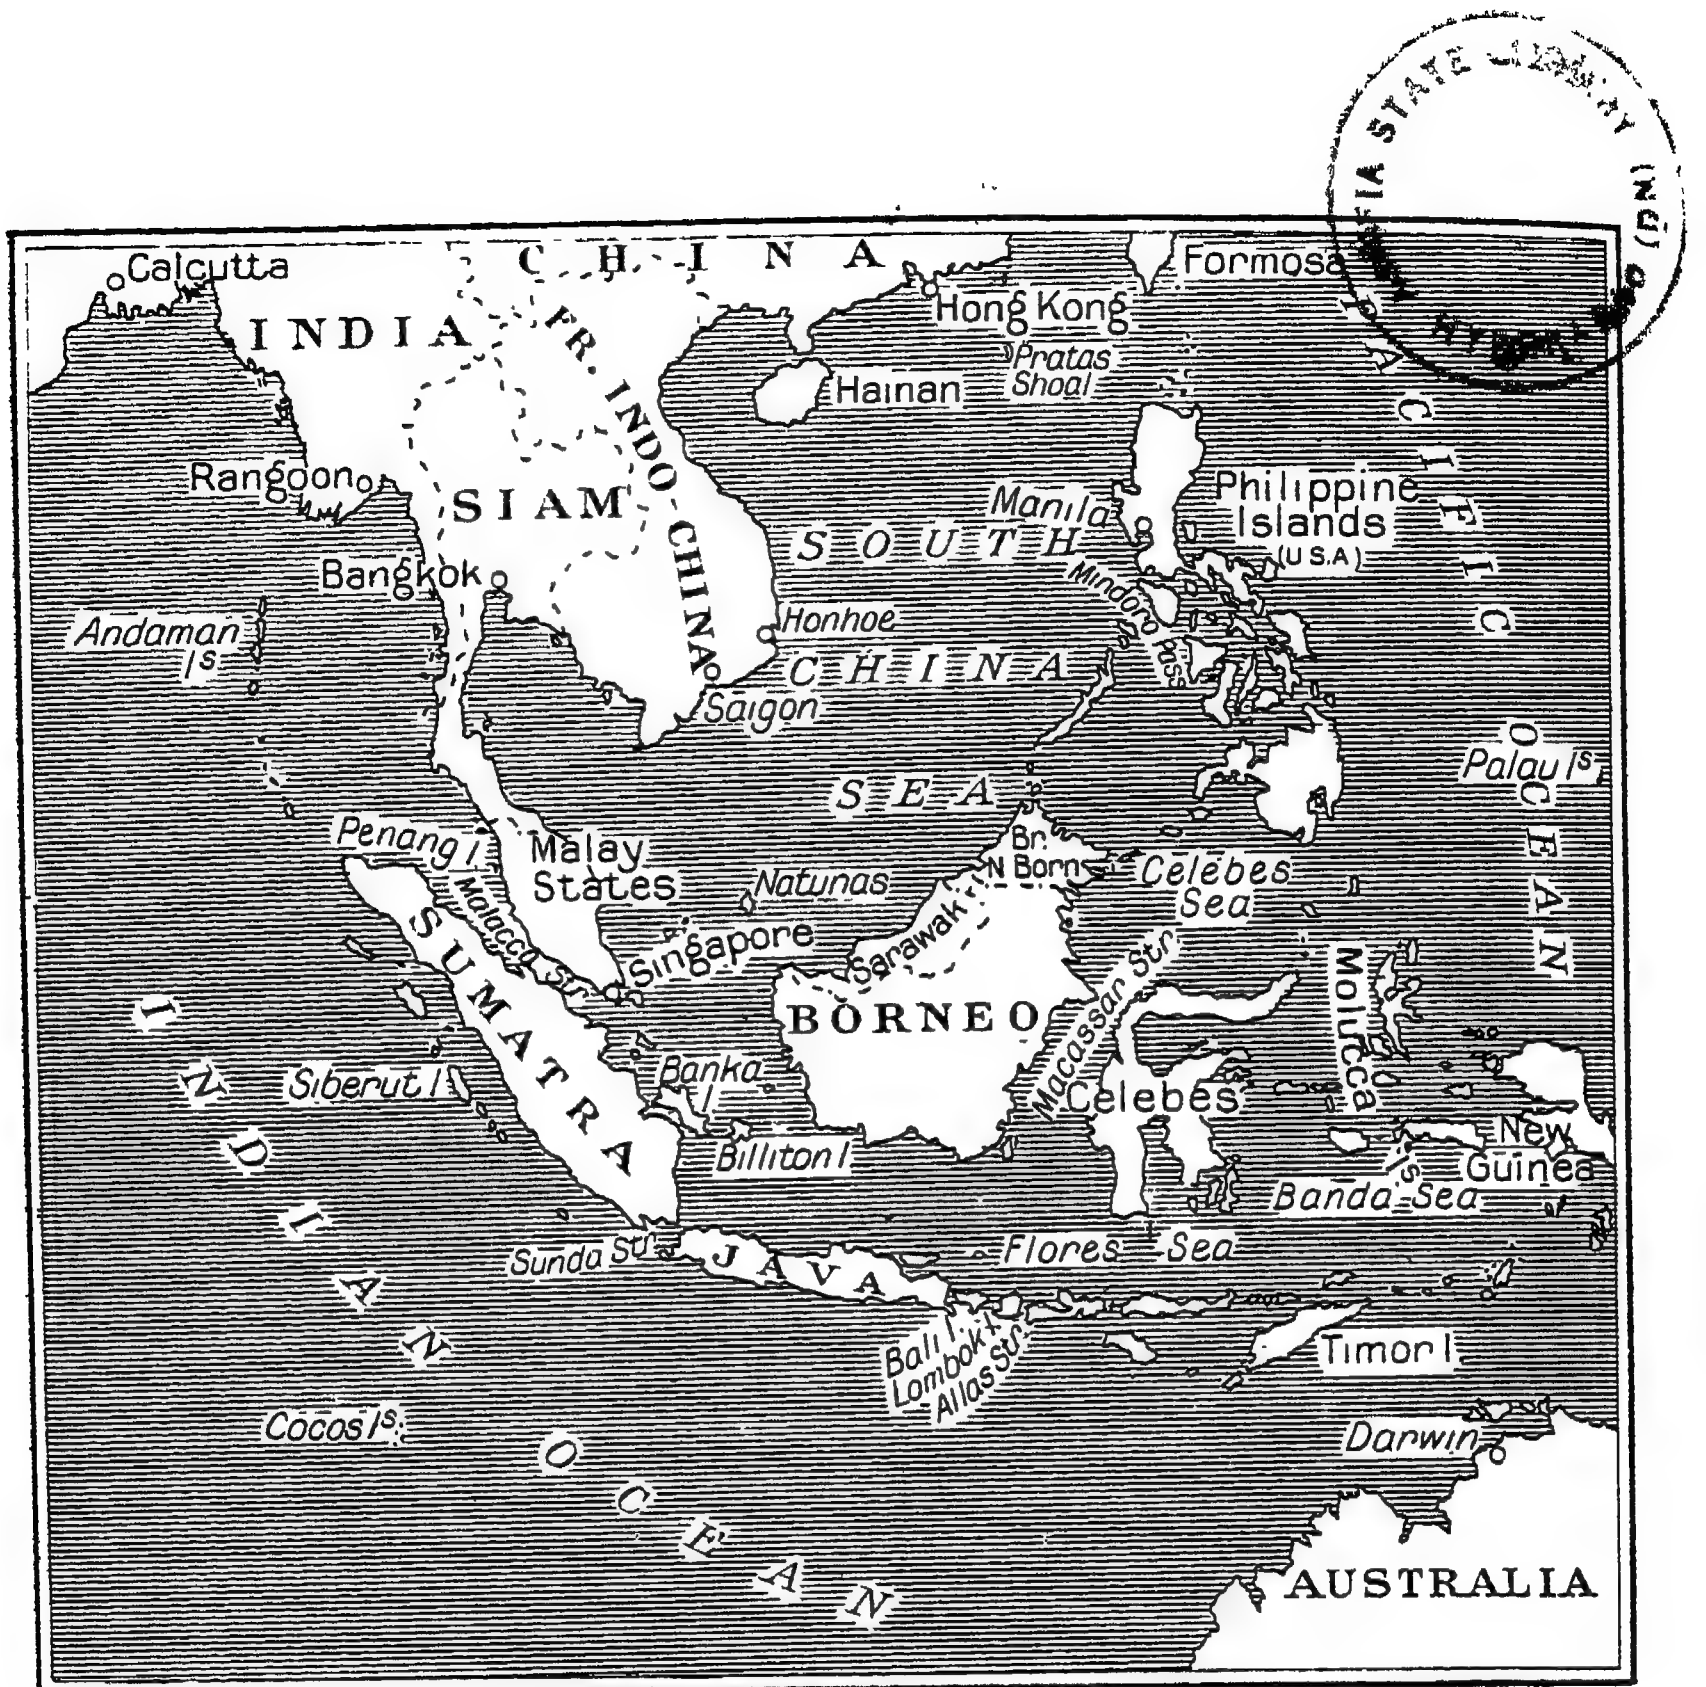 STATE
Calcutta
CHINA
Formosa
INDIA
Hong Kong
FR. INDO-CHINA
Pratas
Shoal
Hainan
PACIFIC OCEAN
Rangoon
SIAM
Manila
Philippine
Islands
(U S.A)
SOUTH
CHINA
SEA
Bangkok
Mindoro Pass
Andaman
Is
Honhoe
Saigon
Palau Is
Penang I
Malay
States
Br.
N Born
Celebes
Sea
Natunas
Malacca Str
Singapore
Sarawak
SUMATRA
Macassar Str.
Molucca
Is
BORNEO
INDIAN OCEAN
Siberut I
Banka
I
Celebes
Billiton I
New
Guinea
Banda Sea
Sunda Str
JAVA
Flores Sea
Bali I.
Lombok I
Allas Str.
Timor I.
Cocos Is.
Darwin
AUSTRALIA